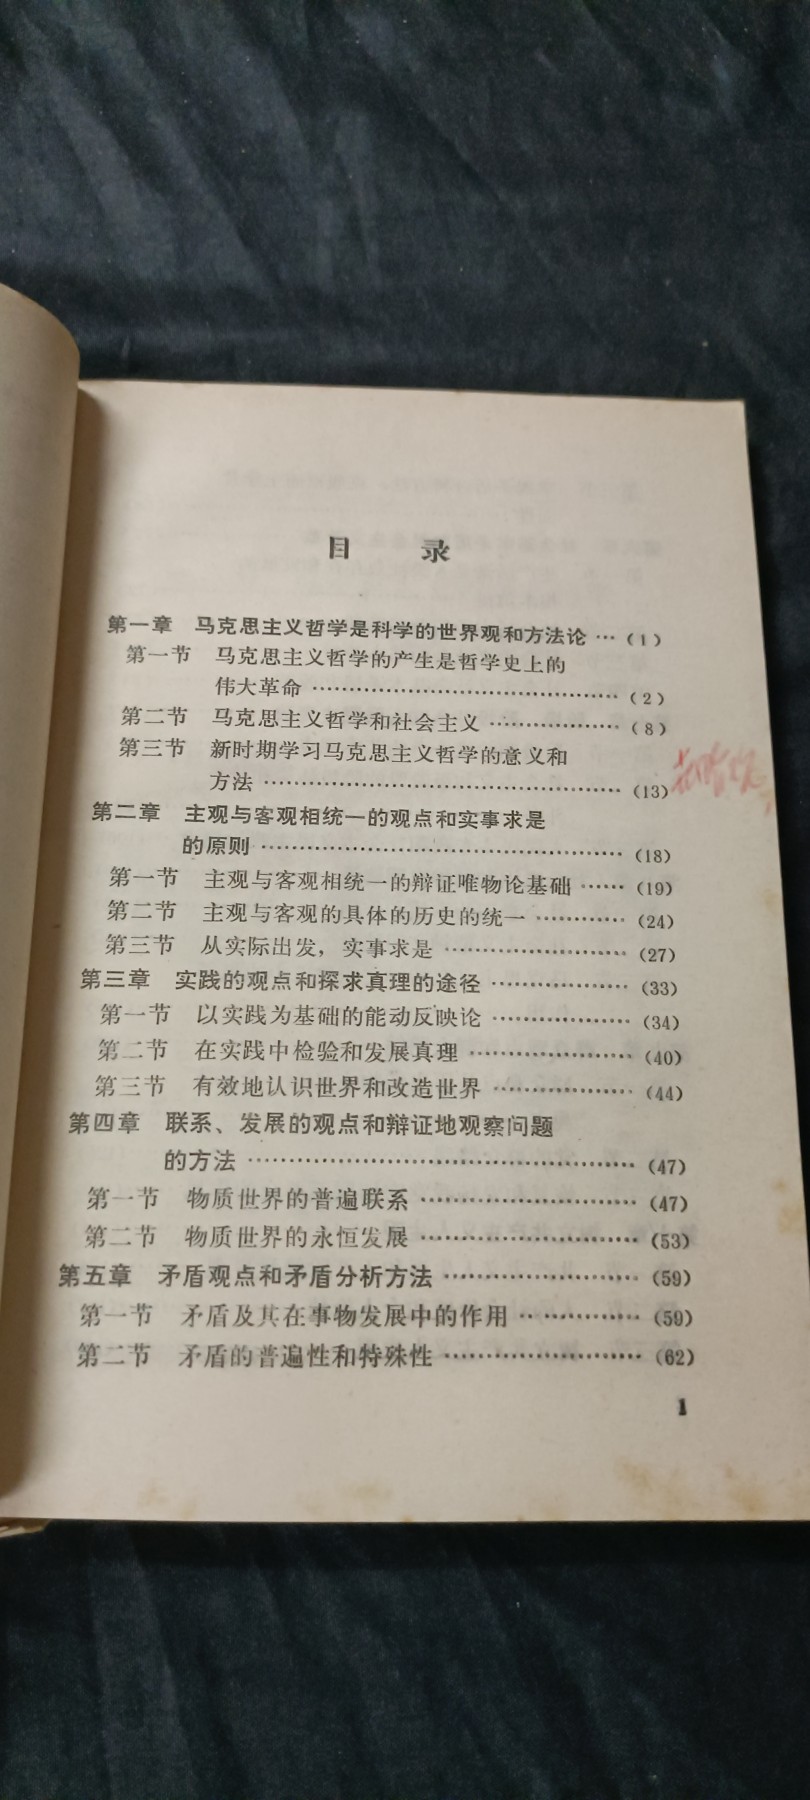 目 录
第一章 马克思主义哲学是科学的世界观和方法论 …（1）
第一节 马克思主义哲学的产生是哲学史上的
伟大革命 ……………………………………（2）
第二节 马克思主义哲学和社会主义 ………………（8）
第三节 新时期学习马克思主义哲学的意义和
方法 …………………………………………（13）
第二章 主观与客观相统一的观点和实事求是
的原则 …………………………………………（18）
第一节 主观与客观相统一的辩证唯物论基础 ……（19）
第二节 主观与客观的具体的历史的统一 …………（24）
第三节 从实际出发，实事求是 ……………………（27）
第三章 实践的观点和探求真理的途径 ………………（33）
第一节 以实践为基础的能动反映论 ………………（34）
第二节 在实践中检验和发展真理 …………………（40）
第三节 有效地认识世界和改造世界 ………………（44）
第四章 联系、发展的观点和辩证地观察问题
的方法 ……………………………………………（47）
第一节 物质世界的普遍联系 ………………………（47）
第二节 物质世界的永恒发展 ………………………（53）
第五章 矛盾观点和矛盾分析方法 ……………………（59）
第一节 矛盾及其在事物发展中的作用 ……………（59）
第二节 矛盾的普遍性和特殊性 ……………………（62）
1